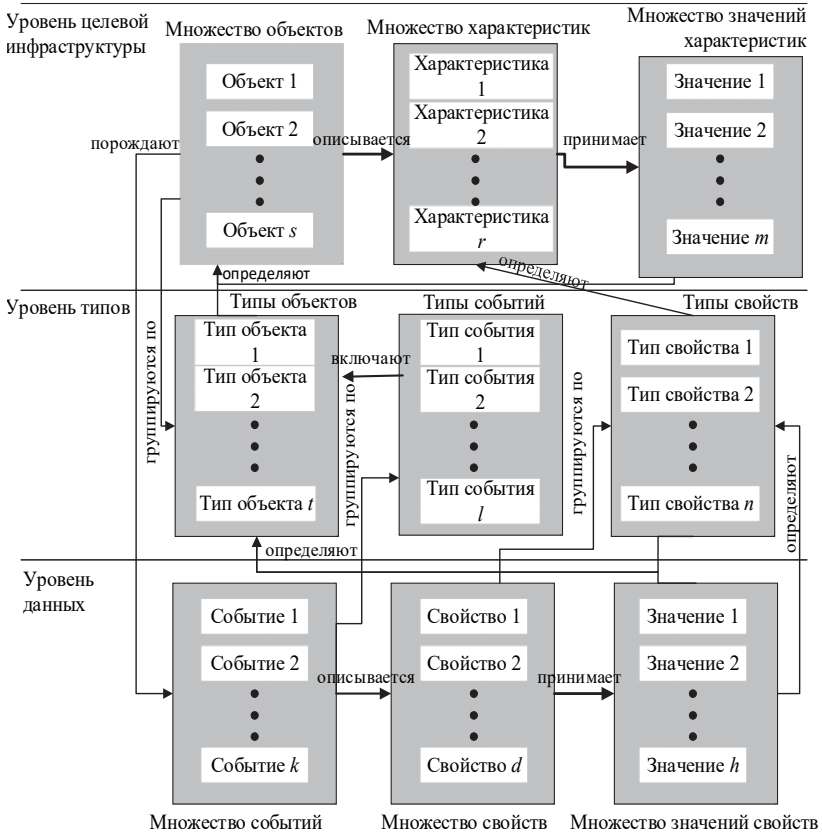 Уровень целевой
инфраструктуры
Множество объектов
Множество характеристик
Множество значений
характеристик
Объект 1
Объект 2
Объект s
Характеристика
1
Характеристика
2
Характеристика
r
Значение 1
Значение 2
Значение m
порождают
описывается
принимает
определяют
определяют
Уровень типов
Типы объектов
Типы событий
Типы свойств
Тип объекта
1
Тип объекта
2
Тип объекта t
включают
Тип события
1
Тип события
2
Тип события
l
Тип свойства 1
Тип свойства 2
Тип свойства n
группируются по
группируются по
группируются по
определяют
определяют
Уровень
данных
Событие 1
Событие 2
Событие k
описывается
Свойство 1
Свойство 2
Свойство d
принимает
Значение 1
Значение 2
Значение h
Множество событий
Множество свойств
Множество значений свойств